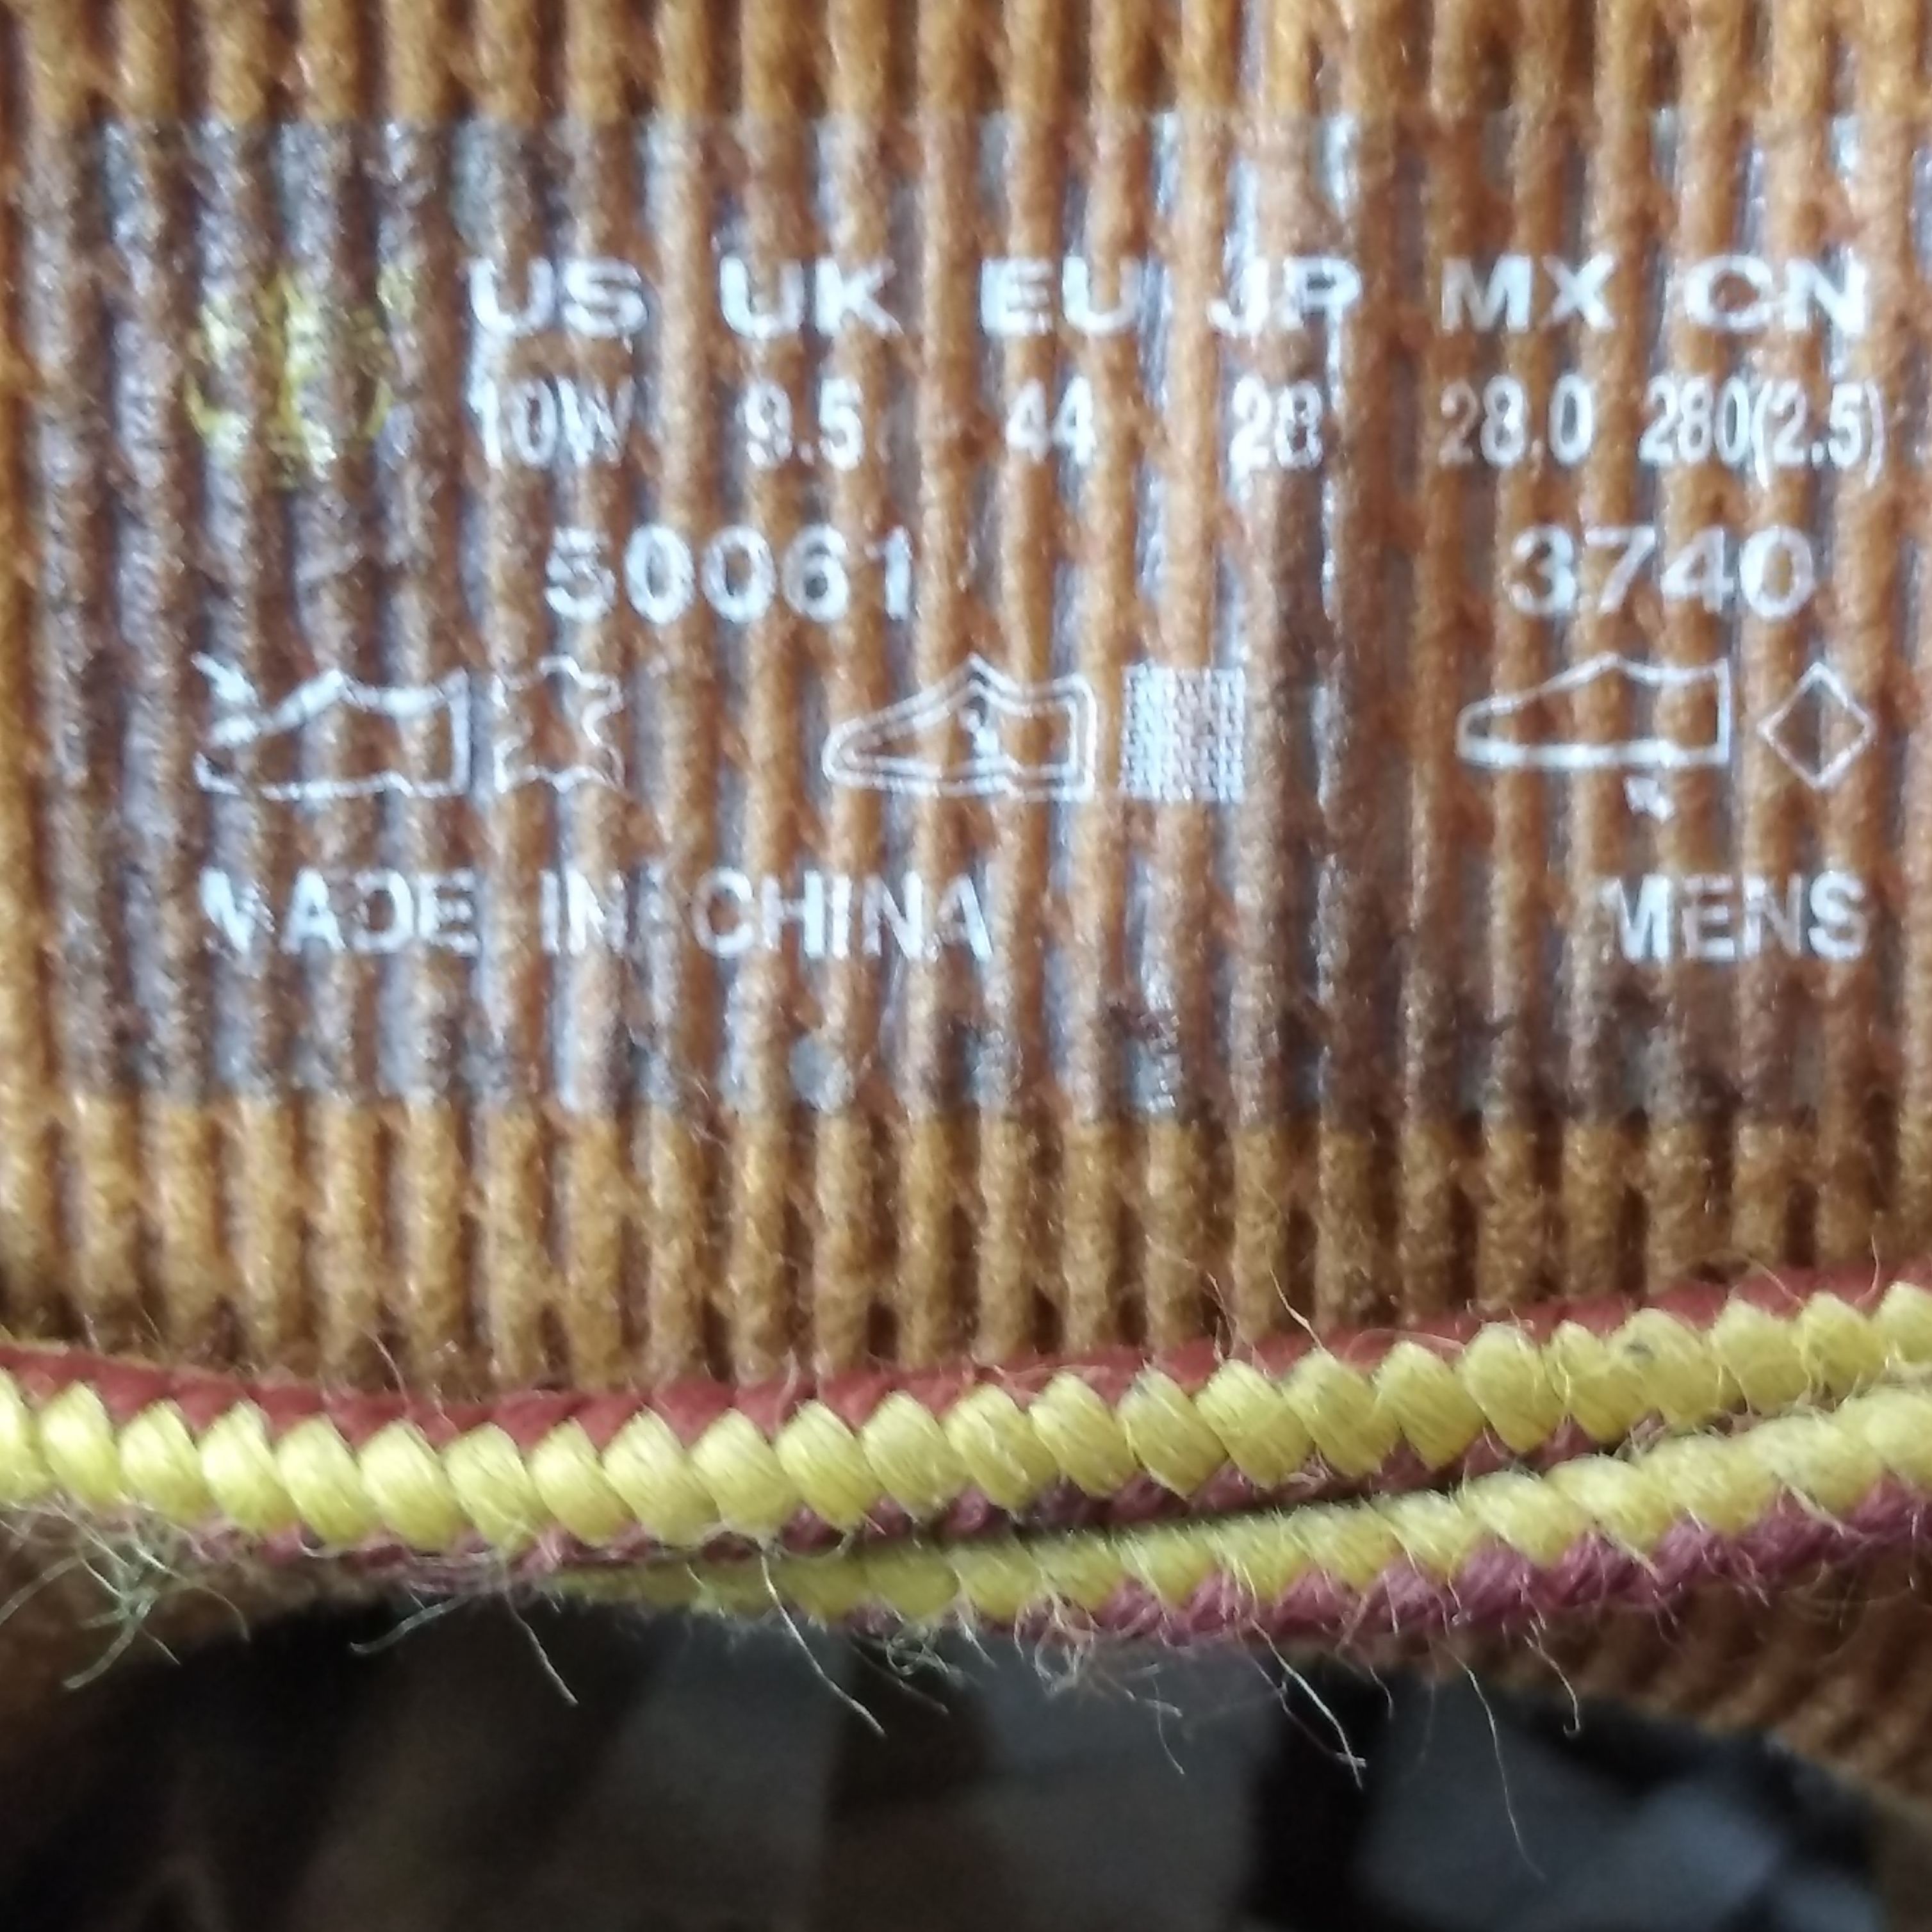 US UK EU JP MX CN
10W 9.5 44 28 28.0 280(2.5)
50061 3740
MADE IN CHINA MENS